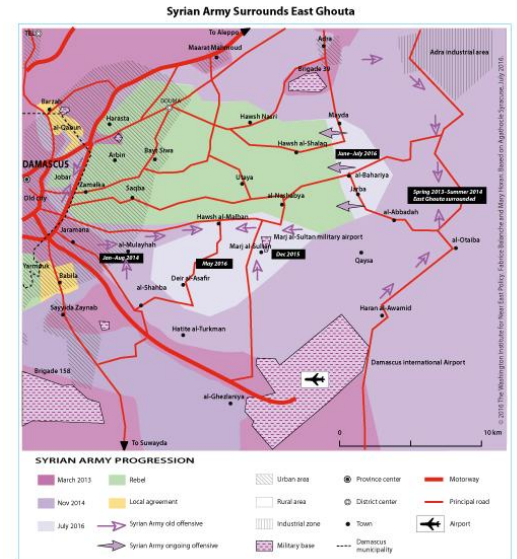 Syrian Army Surrounds East Ghouta
To Aleppo
Maarat Mahmoud
Adra
Adra industrial area
Brigade 39
Barzah
DOUMA
Harasta
al-Qabun
Hawsh Nasri
Mayda
Arbin
Bayt Siwa
Hawsh al-Shalaq
DAMASCUS
Jobar
June–July 2016
Zamalka
Utaya
al-Bahariya
Saqba
Jarba
Spring 2013–Summer 2014
East Ghouta surrounded
Old city
al-Nashabya
Hawsh al-Malhan
al-Abbadah
Jaramana
al-Mulayhah
Marj al-Sultan military airport
Marj al-Sultan
al-Otaiba
Jan–Aug 2014
May 2016
Dec 2015
Qaysa
Yarmouk
Babila
Deir al-Asafir
al-Shahba
Sayyida Zaynab
Haran al-Awamid
Hatite al-Turkman
Damascus international Airport
Brigade 158
al-Ghezlaniya
To Suwayda
0
10 km
© 2016 The Washington Institute for Near East Policy. Fabrice Balanche and Mary Horan. Based on Agathocle Syracuse, July 2016.
SYRIAN ARMY PROGRESSION
March 2013
Rebel
Urban area
Province center
Motorway
Nov 2014
Local agreement
Rural area
District center
Principal road
July 2016
Syrian Army old offensive
Industrial zone
Town
Airport
Syrian Army ongoing offensive
Military base
Damascus
municipality